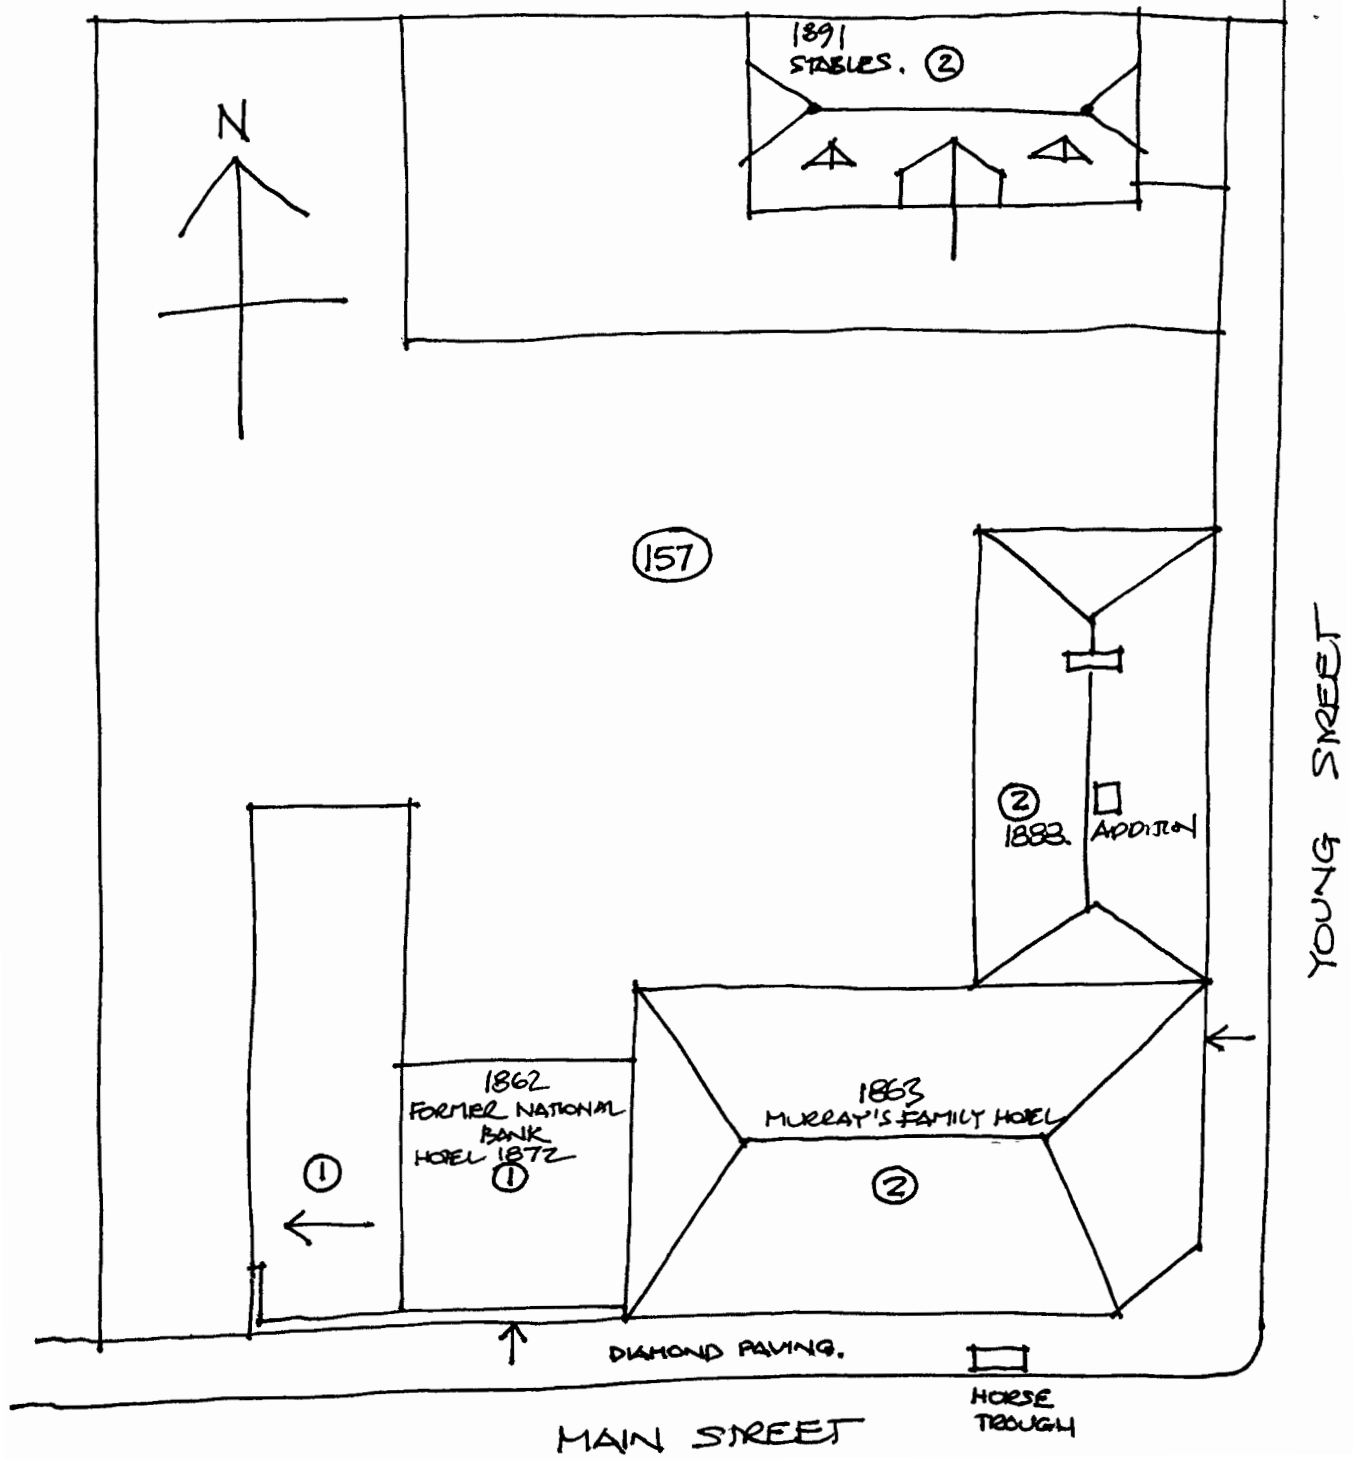 1891
STABLES. 2
N
157
2
1883. ADDITION
YOUNG STREET
1862
FORMER NATIONAL
BANK
HOTEL 1872
1
1
1863
MURRAY'S FAMILY HOTEL
2
DIAMOND PAVING.
HORSE
TROUGH
MAIN STREET